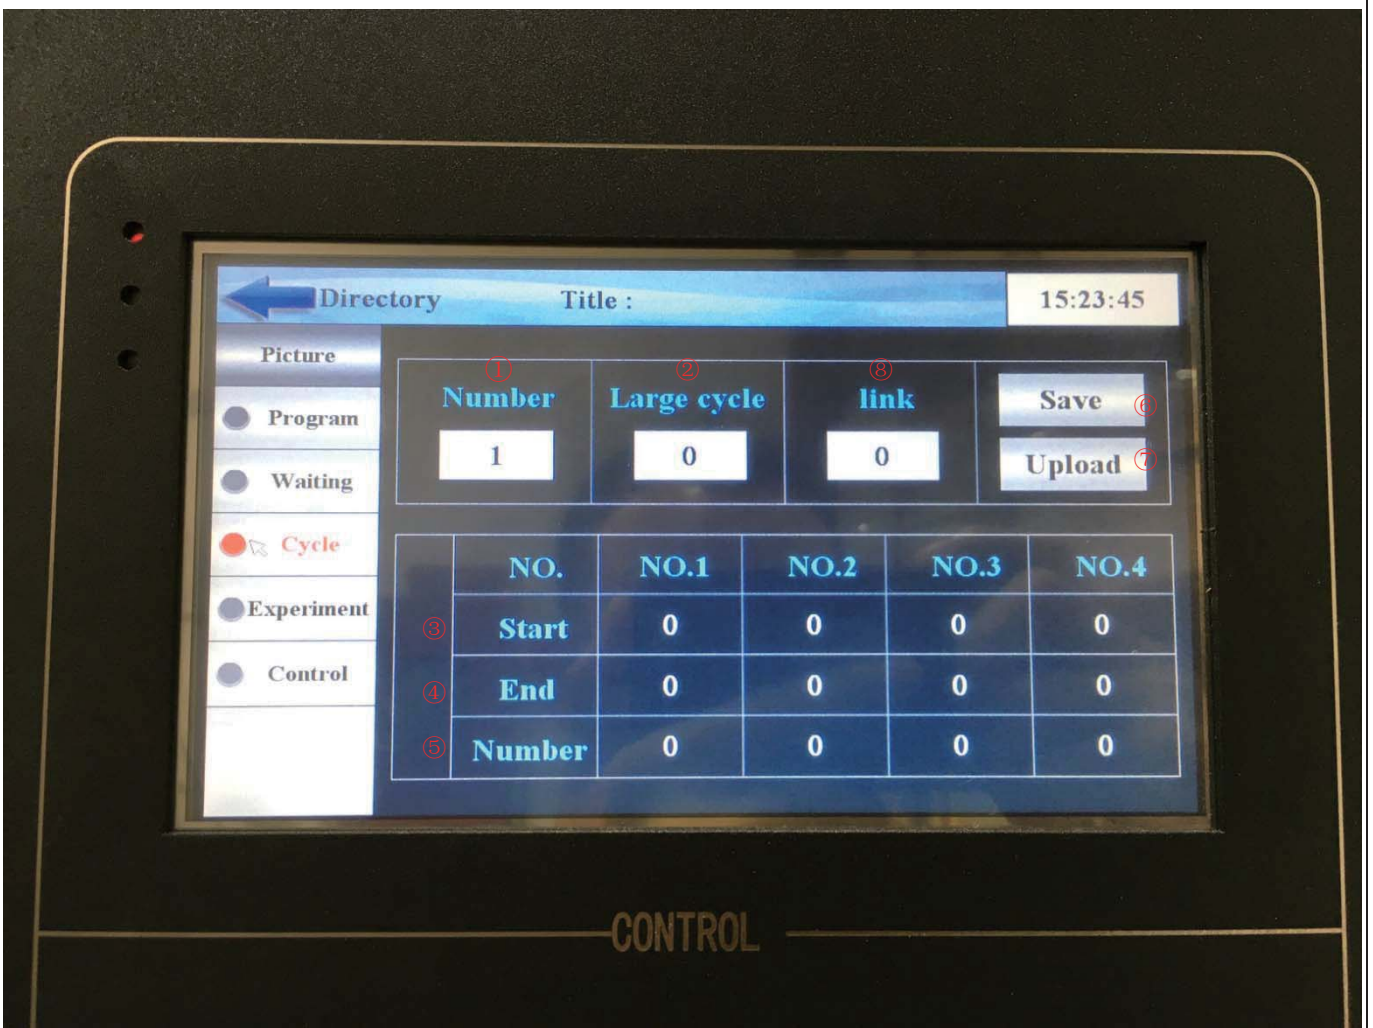 Directory Title : 15:23:45
Picture
Program
Waiting
Cycle
Experiment
Control
① ② ⑧
Number Large cycle link Save ⑥
1 0 0 Upload ⑦
NO. NO.1 NO.2 NO.3 NO.4
③ Start 0 0 0 0
④ End 0 0 0 0
⑤ Number 0 0 0 0
CONTROL